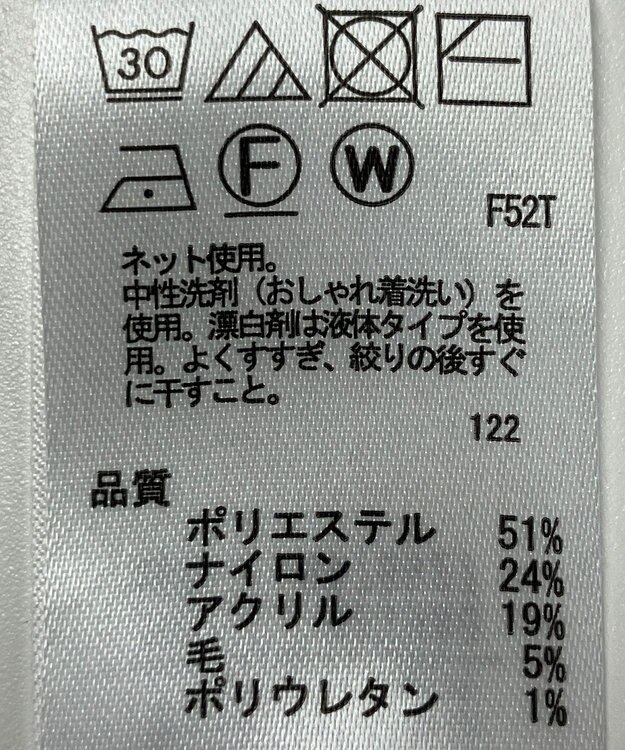 30
F W
F52T
ネット使用。
中性洗剤（おしゃれ着洗い）を
使用。漂白剤は液体タイプを使
用。よくすすぎ、絞りの後すぐ
に干すこと。
122
品質
ポリエステル 51%
ナイロン 24%
アクリル 19%
毛 5%
ポリウレタン 1%